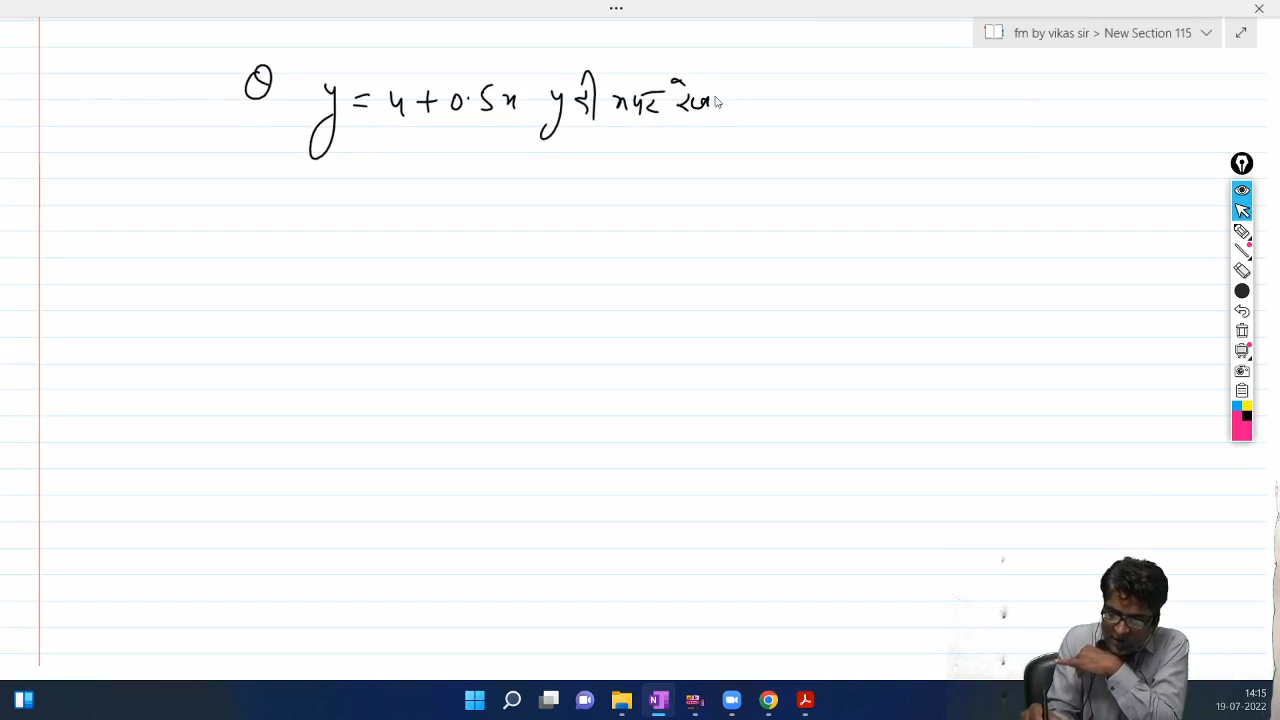 fm by vikas sir > New Section 115
y = 4 + 0.5x y की x पर
14:15
19-07-2022